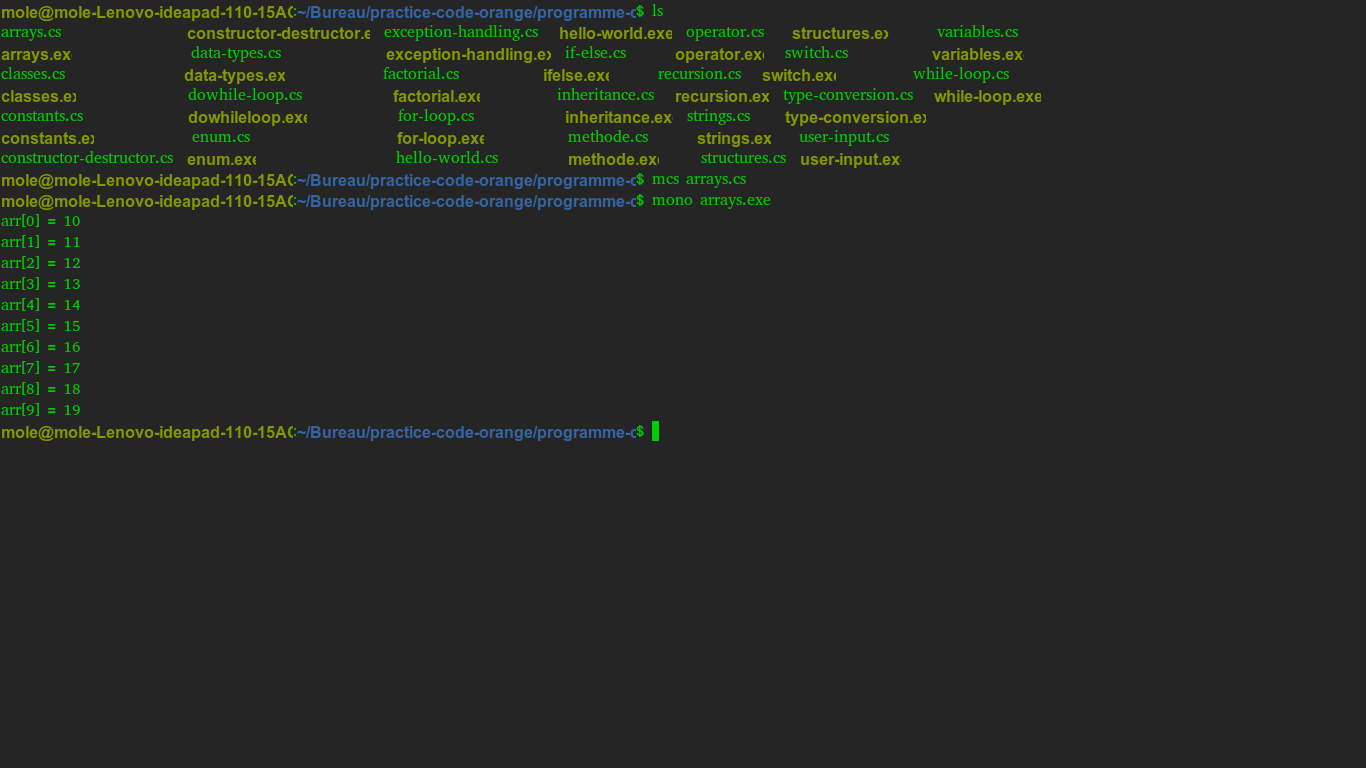 mole@mole-Lenovo-ideapad-110-15AC:~/Bureau/practice-code-orange/programme-c$ ls
arrays.cs constructor-destructor.e exception-handling.cs hello-world.exe operator.cs structures.ex variables.cs
arrays.exe data-types.cs exception-handling.ex if-else.cs operator.exe switch.cs variables.exe
classes.cs data-types.exe factorial.cs ifelse.exe recursion.cs switch.exe while-loop.cs
classes.ex dowhile-loop.cs factorial.exe inheritance.cs recursion.exe type-conversion.cs while-loop.exe
constants.cs dowhileloop.exe for-loop.cs inheritance.exe strings.cs type-conversion.ex
constants.ex enum.cs for-loop.exe methode.cs strings.ex user-input.cs
constructor-destructor.cs enum.exe hello-world.cs methode.exe structures.cs user-input.ex
mole@mole-Lenovo-ideapad-110-15AC:~/Bureau/practice-code-orange/programme-c$ mcs arrays.cs
mole@mole-Lenovo-ideapad-110-15AC:~/Bureau/practice-code-orange/programme-c$ mono arrays.exe
arr[0] = 10
arr[1] = 11
arr[2] = 12
arr[3] = 13
arr[4] = 14
arr[5] = 15
arr[6] = 16
arr[7] = 17
arr[8] = 18
arr[9] = 19
mole@mole-Lenovo-ideapad-110-15AC:~/Bureau/practice-code-orange/programme-c$